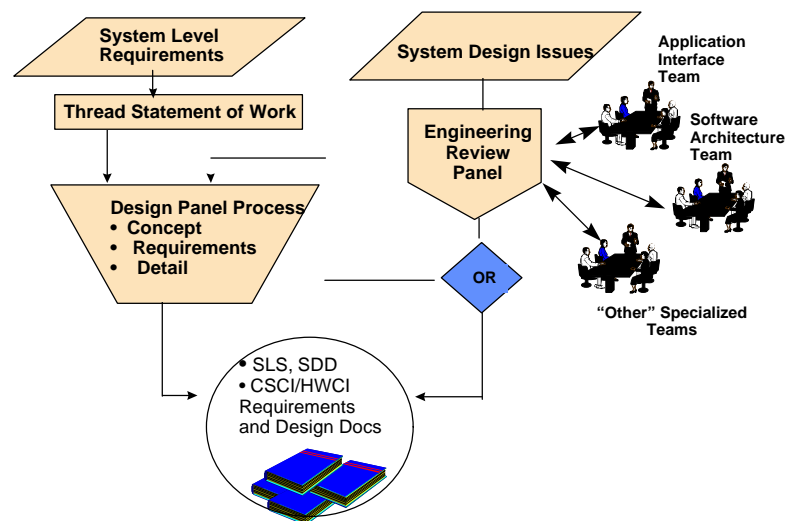 System Level
Requirements
Thread Statement of Work
Design Panel Process
• Concept
• Requirements
• Detail
System Design Issues
Engineering
Review
Panel
OR
Application
Interface
Team
Software
Architecture
Team
“Other” Specialized
Teams
• SLS, SDD
• CSCI/HWCI
Requirements
and Design Docs